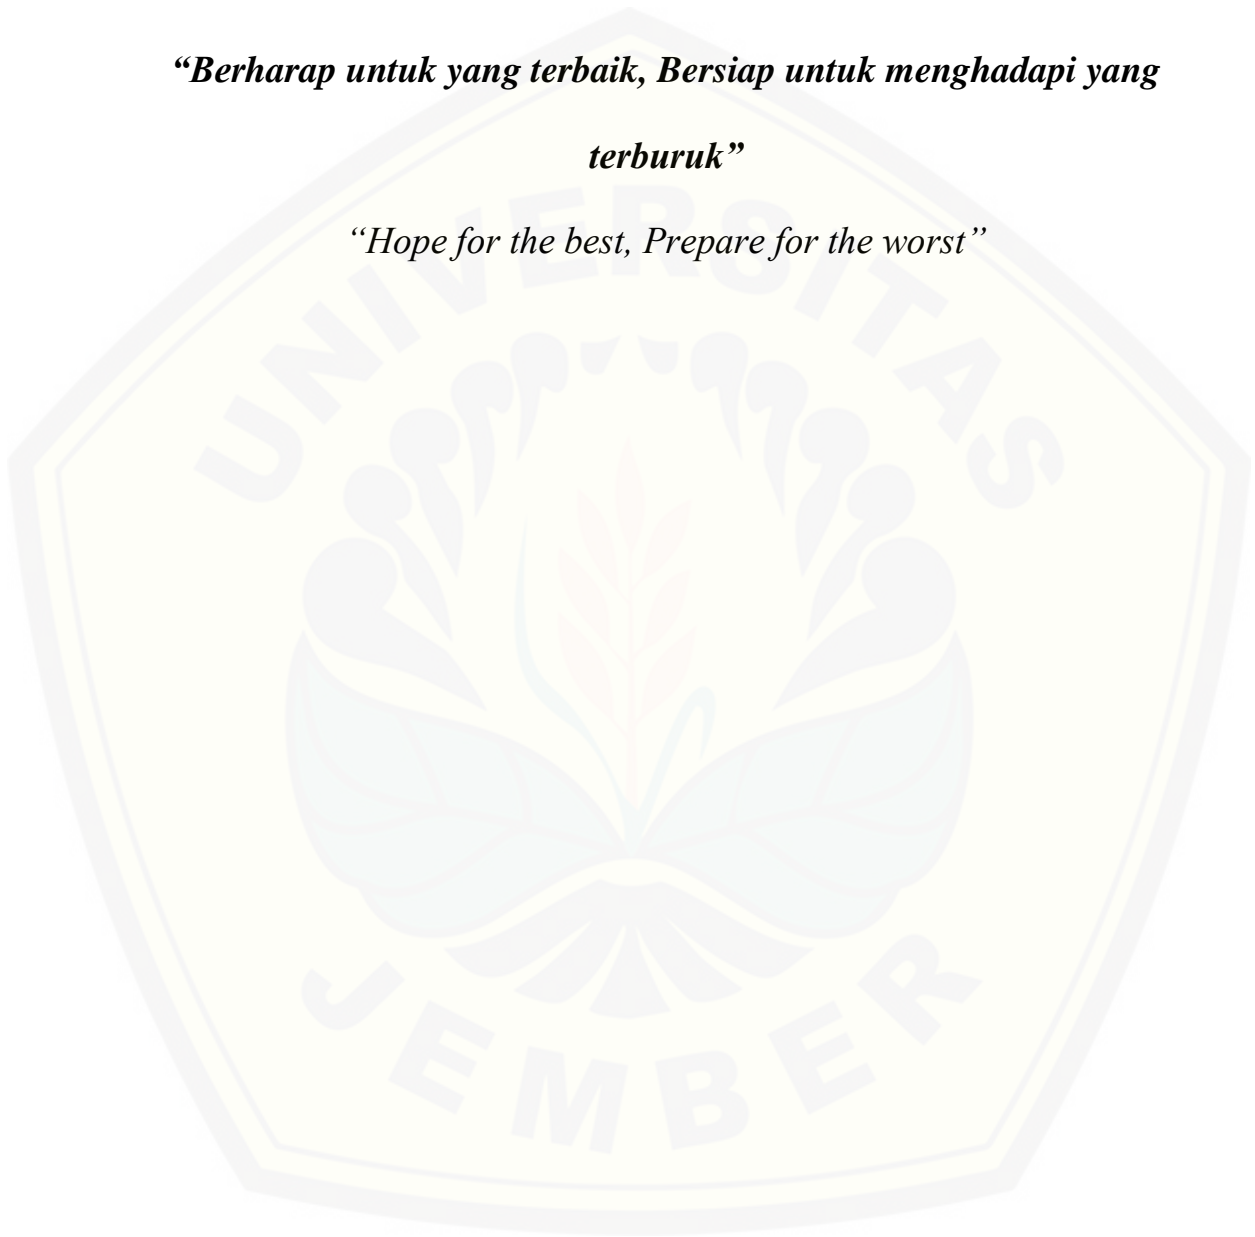 “Berharap untuk yang terbaik, Bersiap untuk menghadapi yang
terburuk”
“Hope for the best, Prepare for the worst”
UNIVERSITAS
JEMBER